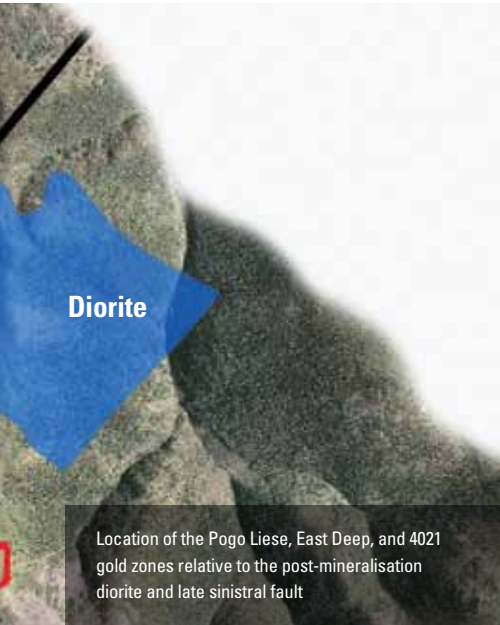 Diorite
Location of the Pogo Liese, East Deep, and 4021
gold zones relative to the post-mineralisation
diorite and late sinistral fault